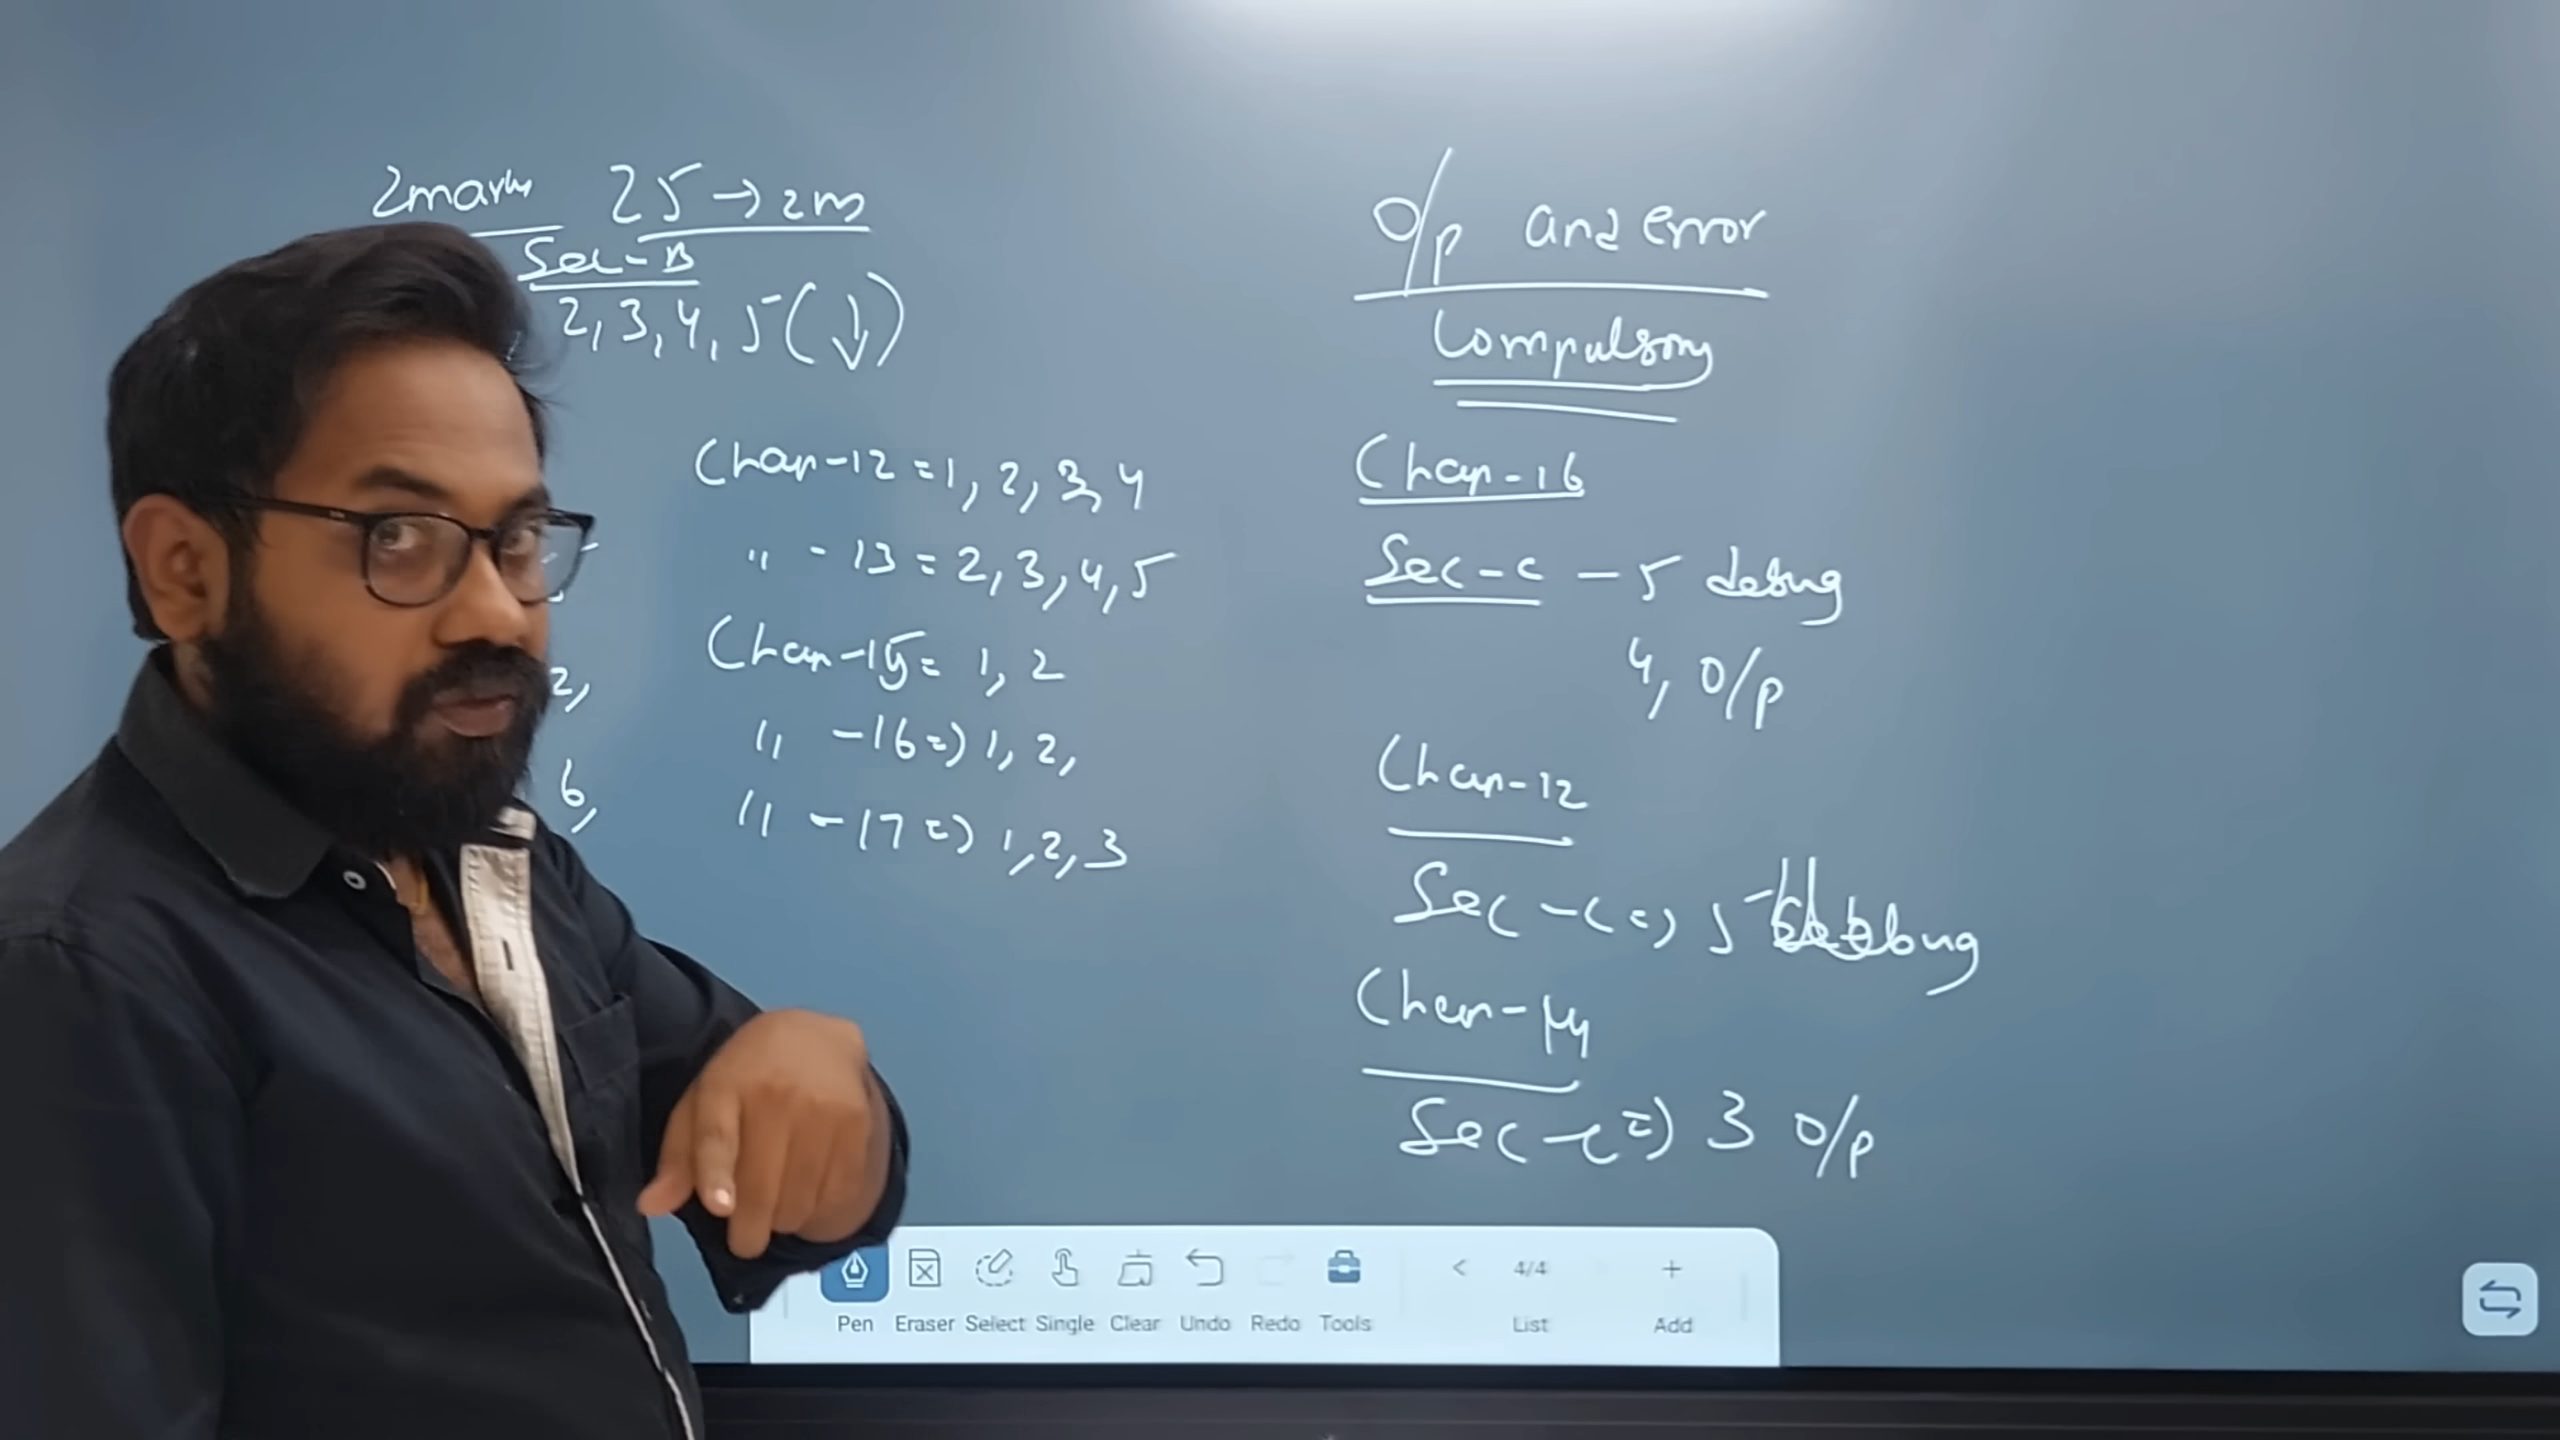 2mark 25→2m
Sec-B
2,3,4,5(↓)
2,
6,
Chap-12=1,2,3,4
" -13=2,3,4,5
Chap-15=1,2
" -16=)1,2,
" -17=)1,2,3
O/p and error
Compulsory
Chap-16
Sec-c - 5 debug
4, O/p
Chap-12
Sec-c=) 5 debug
Chap-14
Sec-c=) 3 O/p
Pen Eraser Select Single Clear Undo Redo Tools
< 4/4 +
List Add